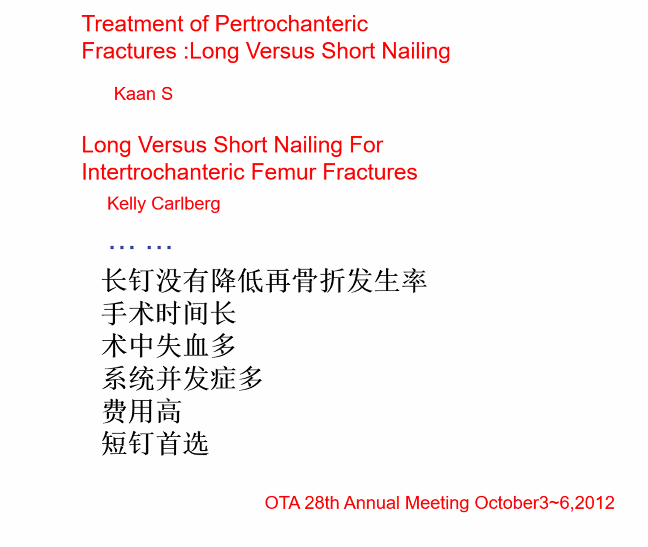 Treatment of Pertrochanteric
Fractures :Long Versus Short Nailing
Kaan S
Long Versus Short Nailing For
Intertrochanteric Femur Fractures
Kelly Carlberg
… …
长钉没有降低再骨折发生率
手术时间长
术中失血多
系统并发症多
费用高
短钉首选
OTA 28th Annual Meeting October3~6,2012